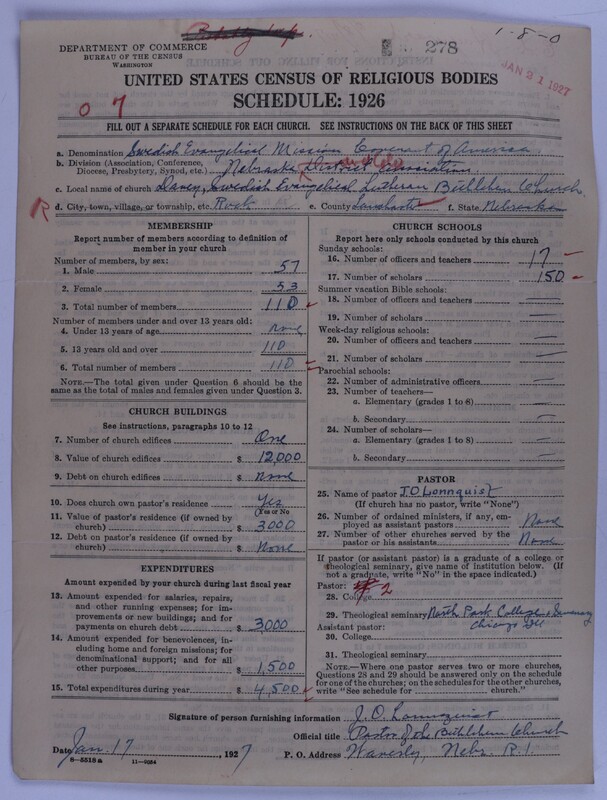 1-8-0
278
DEPARTMENT OF COMMERCE
BUREAU OF THE CENSUS
WASHINGTON
JAN 21 1927
UNITED STATES CENSUS OF RELIGIOUS BODIES
SCHEDULE: 1926
0 7
FILL OUT A SEPARATE SCHEDULE FOR EACH CHURCH. SEE INSTRUCTIONS ON THE BACK OF THIS SHEET
a. Denomination Swedish Evangelical Mission Covenant of America
b. Division (Association, Conference,
Diocese, Presbytery, Synod, etc.) Nebraska District Association
c. Local name of church Davey, Swedish Evangelical Lutheran Bethlehem Church
R d. City, town, village, or township, etc. Rock e. County Lancaster f. State Nebraska
MEMBERSHIP
Report number of members according to definition of
member in your church
Number of members, by sex:
1. Male 57
2. Female 53
3. Total number of members 110
Number of members under and over 13 years old:
4. Under 13 years of age None
5. 13 years old and over 110
6. Total number of members 110
NOTE.—The total given under Question 6 should be
same as the total of males and females given under Question 3.
CHURCH BUILDINGS
See instructions, paragraphs 10 to 12
7. Number of church edifices One
8. Value of church edifices $ 12,000
9. Debt on church edifices $ None
10. Does church own pastor's residence Yes
(Yes or No)
11. Value of pastor's residence (if owned by
church) $ 3000
12. Debt on pastor's residence (if owned by
church) $ None
EXPENDITURES
Amount expended by your church during last fiscal year
13. Amount expended for salaries, repairs,
and other running expenses; for im-
provements or new buildings; and for
payments on church debt $ 3000
14. Amount expended for benevolences, in-
cluding home and foreign missions; for
denominational support; and for all
other purposes $ 1,500
15. Total expenditures during year $ 4,500
CHURCH SCHOOLS
Report here only schools conducted by this church
Sunday schools:
16. Number of officers and teachers 17
17. Number of scholars 150
Summer vacation Bible schools:
18. Number of officers and teachers —
19. Number of scholars —
Week-day religious schools:
20. Number of officers and teachers —
21. Number of scholars —
Parochial schools:
22. Number of administrative officers —
23. Number of teachers—
a. Elementary (grades 1 to 8) —
b. Secondary —
24. Number of scholars—
a. Elementary (grades 1 to 8) —
b. Secondary —
PASTOR
25. Name of pastor J. O. Lonnquist
(If church has no pastor, write "None")
26. Number of ordained ministers, if any, em-
ployed as assistant pastors None
27. Number of other churches served by the
pastor or his assistants None
If pastor (or assistant pastor) is a graduate of a college or
theological seminary, give name of institution below. (If
not a graduate, write "No" in the space indicated.)
Pastor: 2
28. College
29. Theological seminary North Park College & Seminary
Assistant pastor: Chicago Ill
30. College
31. Theological seminary
NOTE.—Where one pastor serves two or more churches,
Questions 28 and 29 should be answered only on the schedule
for one of the churches; on the schedules for the other churches,
write "See schedule for ______ church."
Signature of person furnishing information J. O. Lonnquist
Official title Pastor of the Bethlehem Church
Date Jan. 17, 1927 P. O. Address Waverly, Nebr. R. 1.
8—5518a 11—9354